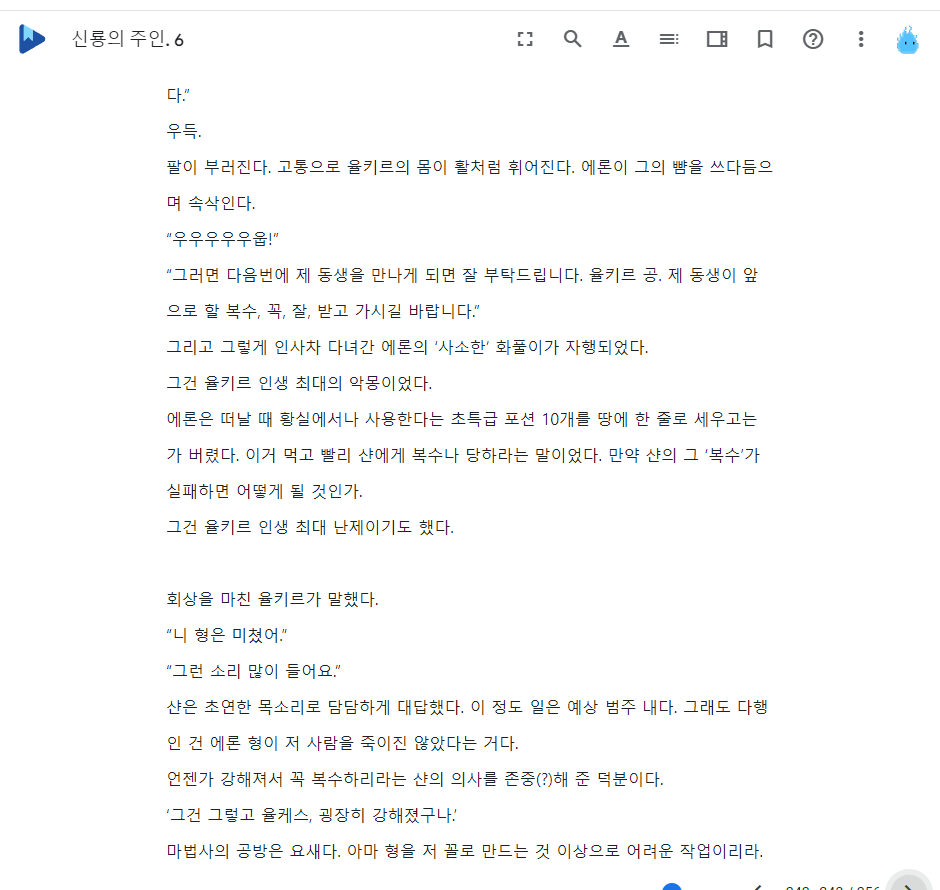 신룡의 주인. 6
다.”
우득.
팔이 부러진다. 고통으로 율키르의 몸이 활처럼 휘어진다. 에론이 그의 뺨을 쓰다듬으
며 속삭인다.
“우우우우우웁!”
“그러면 다음번에 제 동생을 만나게 되면 잘 부탁드립니다. 율키르 공. 제 동생이 앞
으로 할 복수, 꼭, 잘, 받고 가시길 바랍니다.”
그리고 그렇게 인사차 다녀간 에론의 ‘사소한’ 화풀이가 자행되었다.
그건 율키르 인생 최대의 악몽이었다.
에론은 떠날 때 황실에서나 사용한다는 초특급 포션 10개를 땅에 한 줄로 세우고는
가 버렸다. 이거 먹고 빨리 샨에게 복수나 당하라는 말이었다. 만약 샨의 그 ‘복수’가
실패하면 어떻게 될 것인가.
그건 율키르 인생 최대 난제이기도 했다.
회상을 마친 율키르가 말했다.
“니 형은 미쳤어.”
“그런 소리 많이 들어요.”
샨은 초연한 목소리로 담담하게 대답했다. 이 정도 일은 예상 범주 내다. 그래도 다행
인 건 에론 형이 저 사람을 죽이진 않았다는 거다.
언젠가 강해져서 꼭 복수하리라는 샨의 의사를 존중(?)해 준 덕분이다.
‘그건 그렇고 율케스, 굉장히 강해졌구나.’
마법사의 공방은 요새다. 아마 형을 저 꼴로 만드는 것 이상으로 어려운 작업이리라.